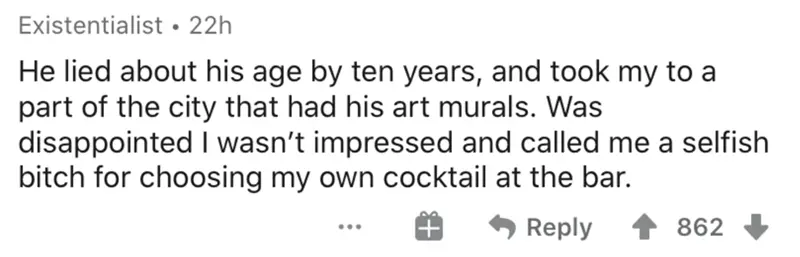 Existentialist • 22h
He lied about his age by ten years, and took my to a
part of the city that had his art murals. Was
disappointed I wasn’t impressed and called me a selfish
bitch for choosing my own cocktail at the bar.
... Reply 862